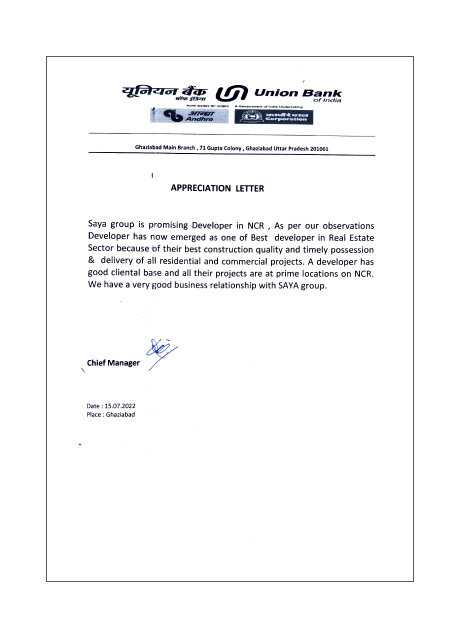 यूनियन बैंक Union Bank
ऑफ इंडिया of India
भारत सरकार का उपक्रम A Government of India Undertaking
आन्ध्रा Andhra Corporation
Ghaziabad Main Branch , 71 Gupta Colony , Ghaziabad Uttar Pradesh 201001
APPRECIATION LETTER
Saya group is promising Developer in NCR , As per our observations
Developer has now emerged as one of Best developer in Real Estate
Sector because of their best construction quality and timely possession
& delivery of all residential and commercial projects. A developer has
good cliental base and all their projects are at prime locations on NCR.
We have a very good business relationship with SAYA group.
Chief Manager
Date : 15.07.2022
Place : Ghaziabad